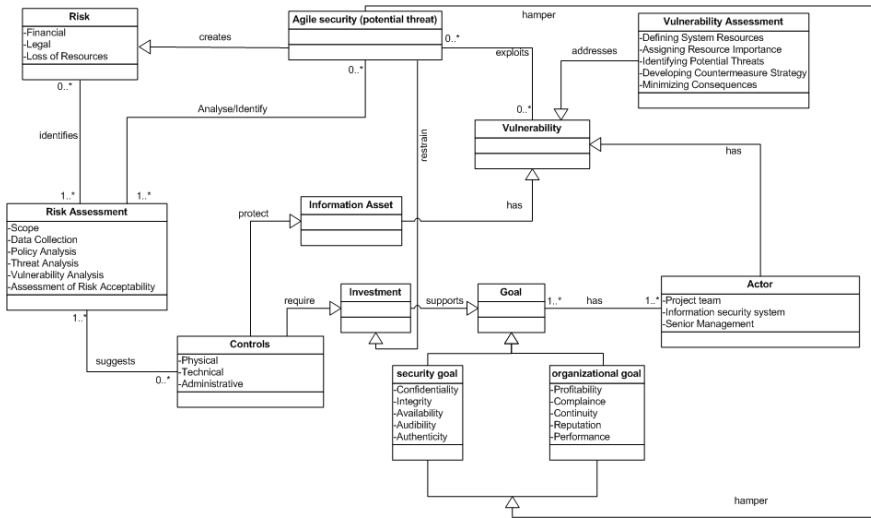 hamper
Risk
-Financial
-Legal
-Loss of Resources
creates
Agile security (potential threat)
0..*
exploits
Vulnerability Assessment
-Defining System Resources
-Assigning Resource Importance
-Identifying Potential Threats
-Developing Countermeasure Strategy
-Minimizing Consequences
addresses
0..*
0..*
0..*
Analyse/Identify
identifies
restrain
Vulnerability
has
1..*
1..*
Risk Assessment
-Scope
-Data Collection
-Policy Analysis
-Threat Analysis
-Vulnerability Analysis
-Assessment of Risk Acceptability
protect
Information Asset
has
1..*
suggests
0..*
require
Investment
supports
Goal
1..*
has
1..*
Actor
-Project team
-Information security system
-Senior Management
Controls
-Physical
-Technical
-Administrative
security goal
-Confidentiality
-Integrity
-Availability
-Audibility
-Authenticity
organizational goal
-Profitability
-Complaince
-Continuity
-Reputation
-Performance
hamper